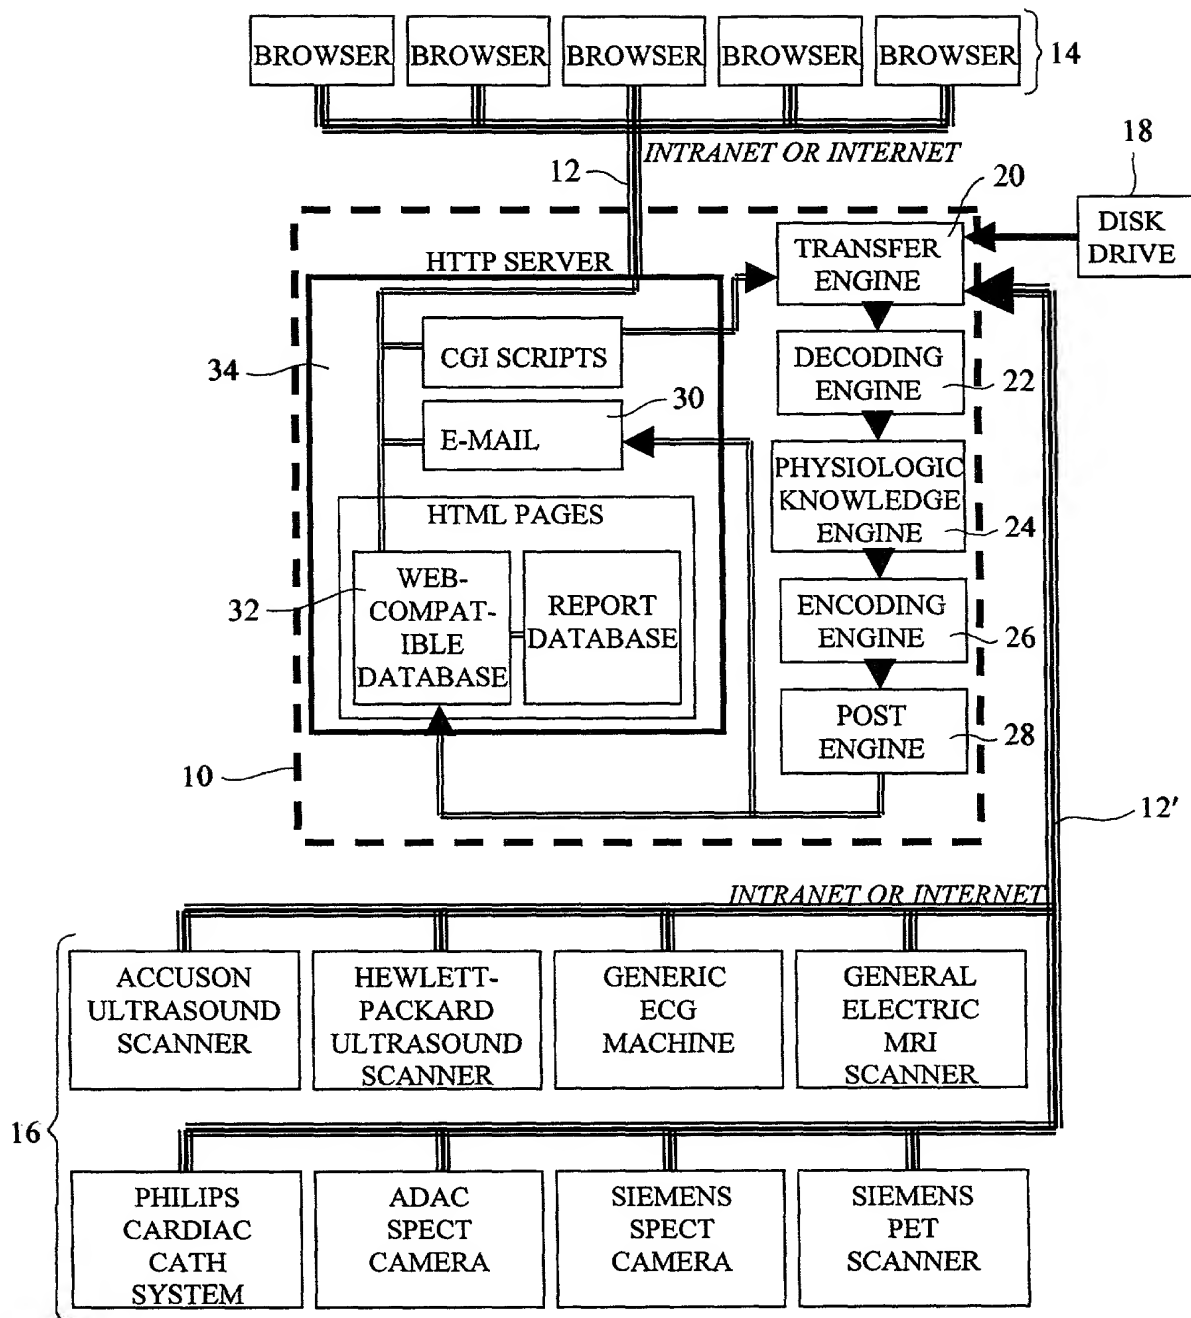 BROWSER BROWSER BROWSER BROWSER BROWSER
14
INTRANET OR INTERNET
12
18
20
DISK
DRIVE
TRANSFER
ENGINE
HTTP SERVER
34
CGI SCRIPTS
DECODING
ENGINE
22
30
E-MAIL
PHYSIOLOGIC
KNOWLEDGE
ENGINE
24
HTML PAGES
32
WEB-
COMPAT-
IBLE
DATABASE
REPORT
DATABASE
ENCODING
ENGINE
26
POST
ENGINE
28
10
12'
INTRANET OR INTERNET
16
ACCUSON
ULTRASOUND
SCANNER
HEWLETT-
PACKARD
ULTRASOUND
SCANNER
GENERIC
ECG
MACHINE
GENERAL
ELECTRIC
MRI
SCANNER
PHILIPS
CARDIAC
CATH
SYSTEM
ADAC
SPECT
CAMERA
SIEMENS
SPECT
CAMERA
SIEMENS
PET
SCANNER